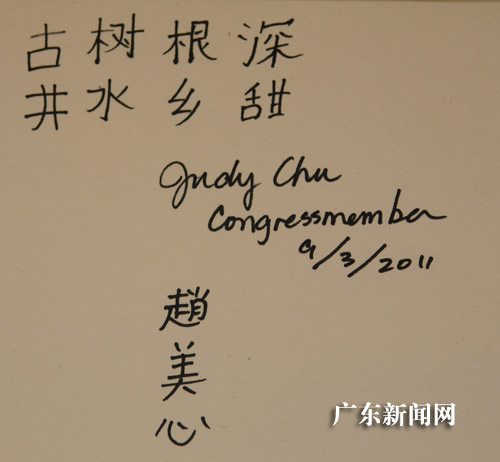 古树根深
井水乡甜
Judy Chu
Congressmember
9/3/2011
趙美心
广东新闻网